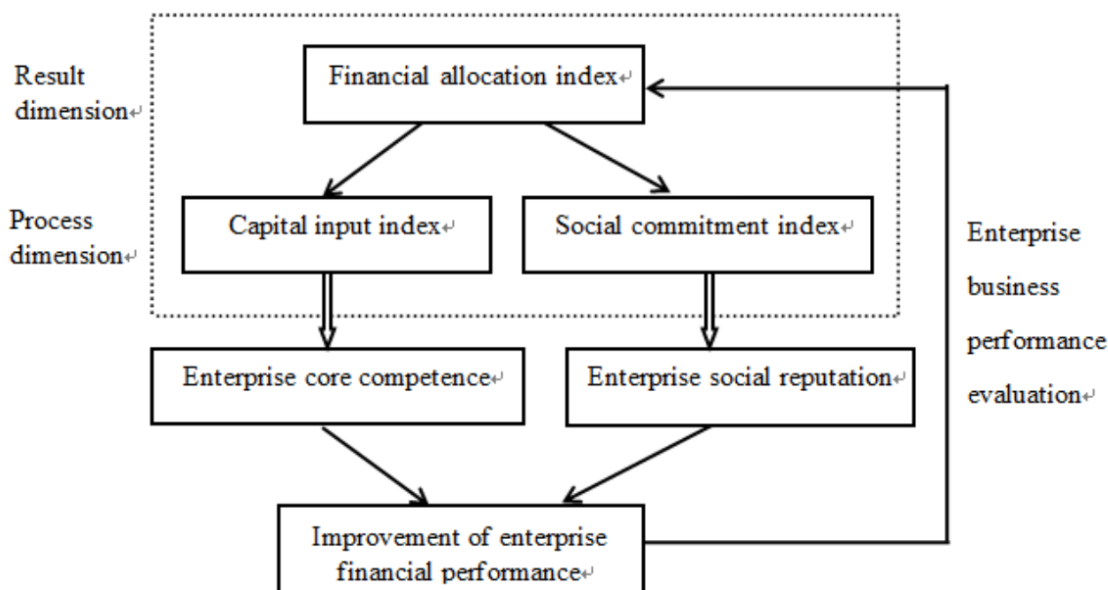 Result
dimension
Financial allocation index
Process
dimension
Capital input index
Social commitment index
Enterprise
business
performance
evaluation
Enterprise core competence
Enterprise social reputation
Improvement of enterprise
financial performance